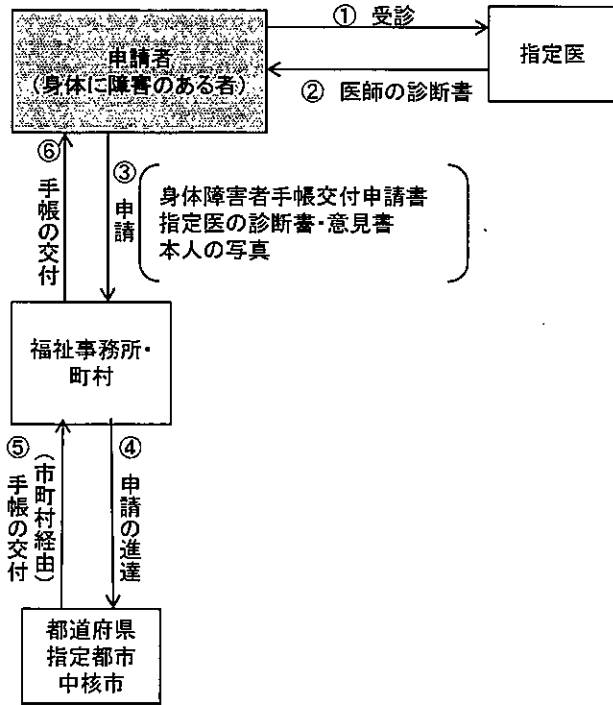 ① 受診
申請者
(身体に障害のある者)
指定医
② 医師の診断書
⑥ 手帳の交付
③ 申請
身体障害者手帳交付申請書
指定医の診断書・意見書
本人の写真
福祉事務所・
町村
⑤ 手帳の交付
(市町村経由)
④ 申請の進達
都道府県
指定都市
中核市